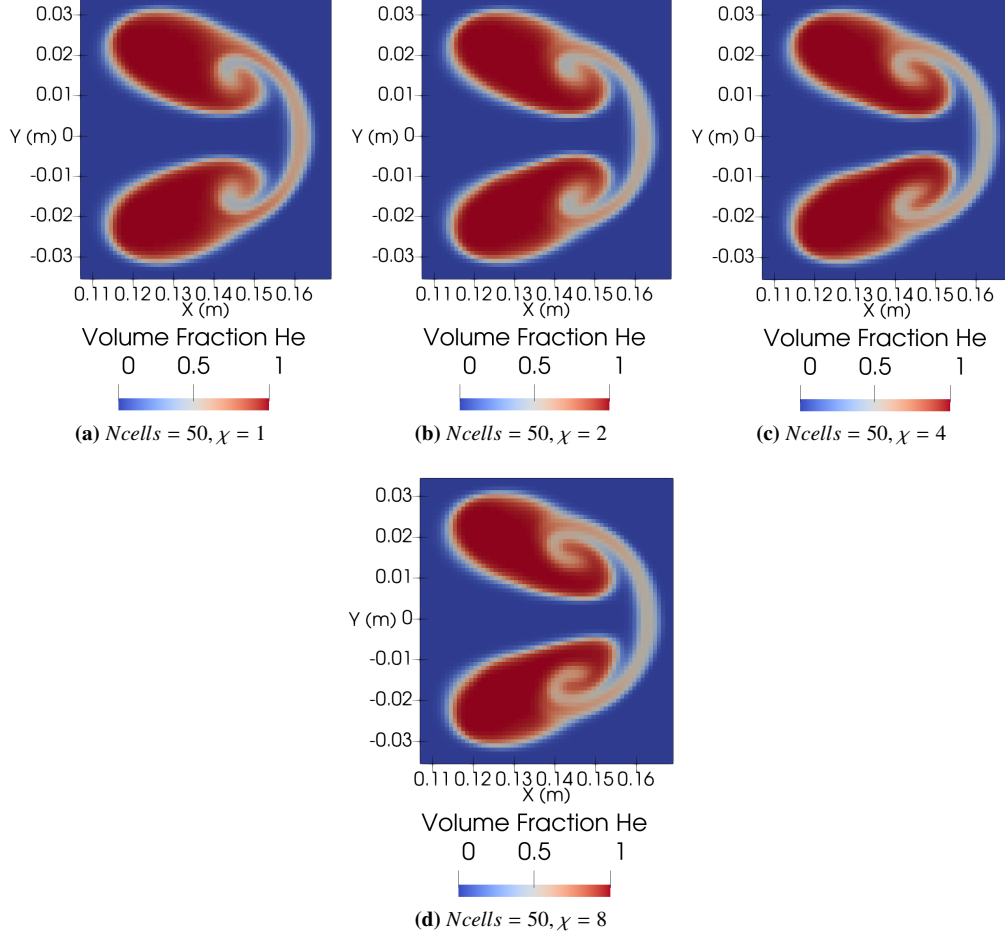 0.03
0.02
0.01
Y (m) 0
-0.01
-0.02
-0.03
0.11 0.12 0.13 0.14 0.15 0.16
X (m)
Volume Fraction He
0 0.5 1
(a) Ncells = 50, χ = 1
0.03
0.02
0.01
Y (m) 0
-0.01
-0.02
-0.03
0.11 0.12 0.13 0.14 0.15 0.16
X (m)
Volume Fraction He
0 0.5 1
(b) Ncells = 50, χ = 2
0.03
0.02
0.01
Y (m) 0
-0.01
-0.02
-0.03
0.11 0.12 0.13 0.14 0.15 0.16
X (m)
Volume Fraction He
0 0.5 1
(c) Ncells = 50, χ = 4
0.03
0.02
0.01
Y (m) 0
-0.01
-0.02
-0.03
0.11 0.12 0.13 0.14 0.15 0.16
X (m)
Volume Fraction He
0 0.5 1
(d) Ncells = 50, χ = 8